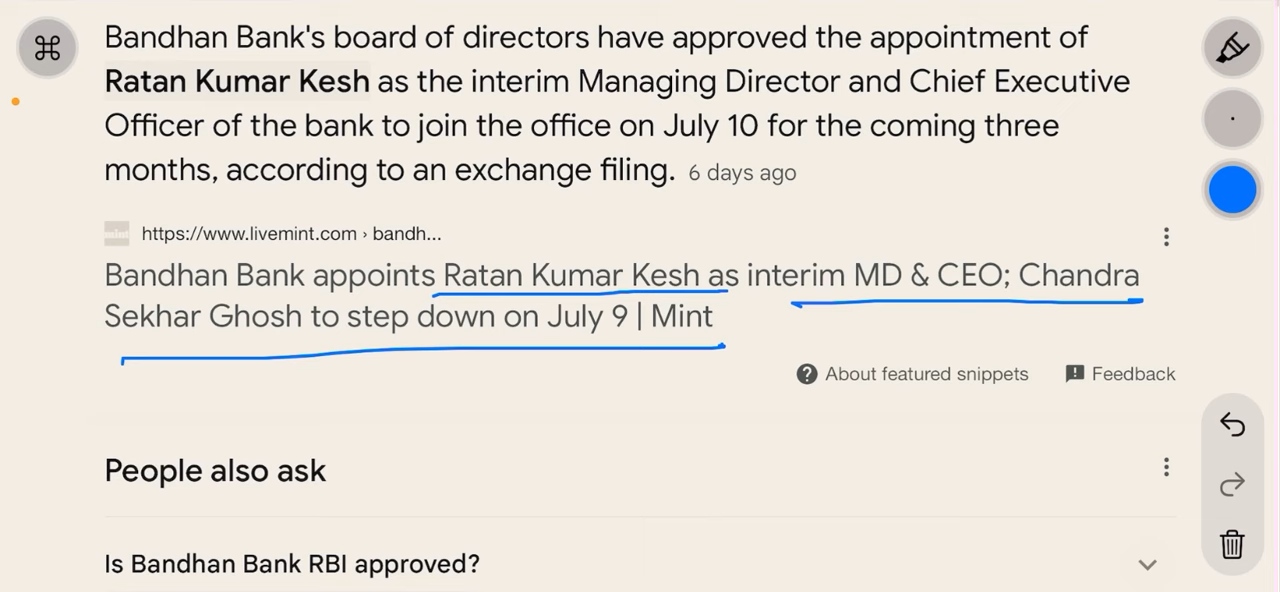 Bandhan Bank's board of directors have approved the appointment of
Ratan Kumar Kesh as the interim Managing Director and Chief Executive
Officer of the bank to join the office on July 10 for the coming three
months, according to an exchange filing. 6 days ago
mint https://www.livemint.com › bandh...
Bandhan Bank appoints Ratan Kumar Kesh as interim MD & CEO; Chandra
Sekhar Ghosh to step down on July 9 | Mint
About featured snippets Feedback
People also ask
Is Bandhan Bank RBI approved?